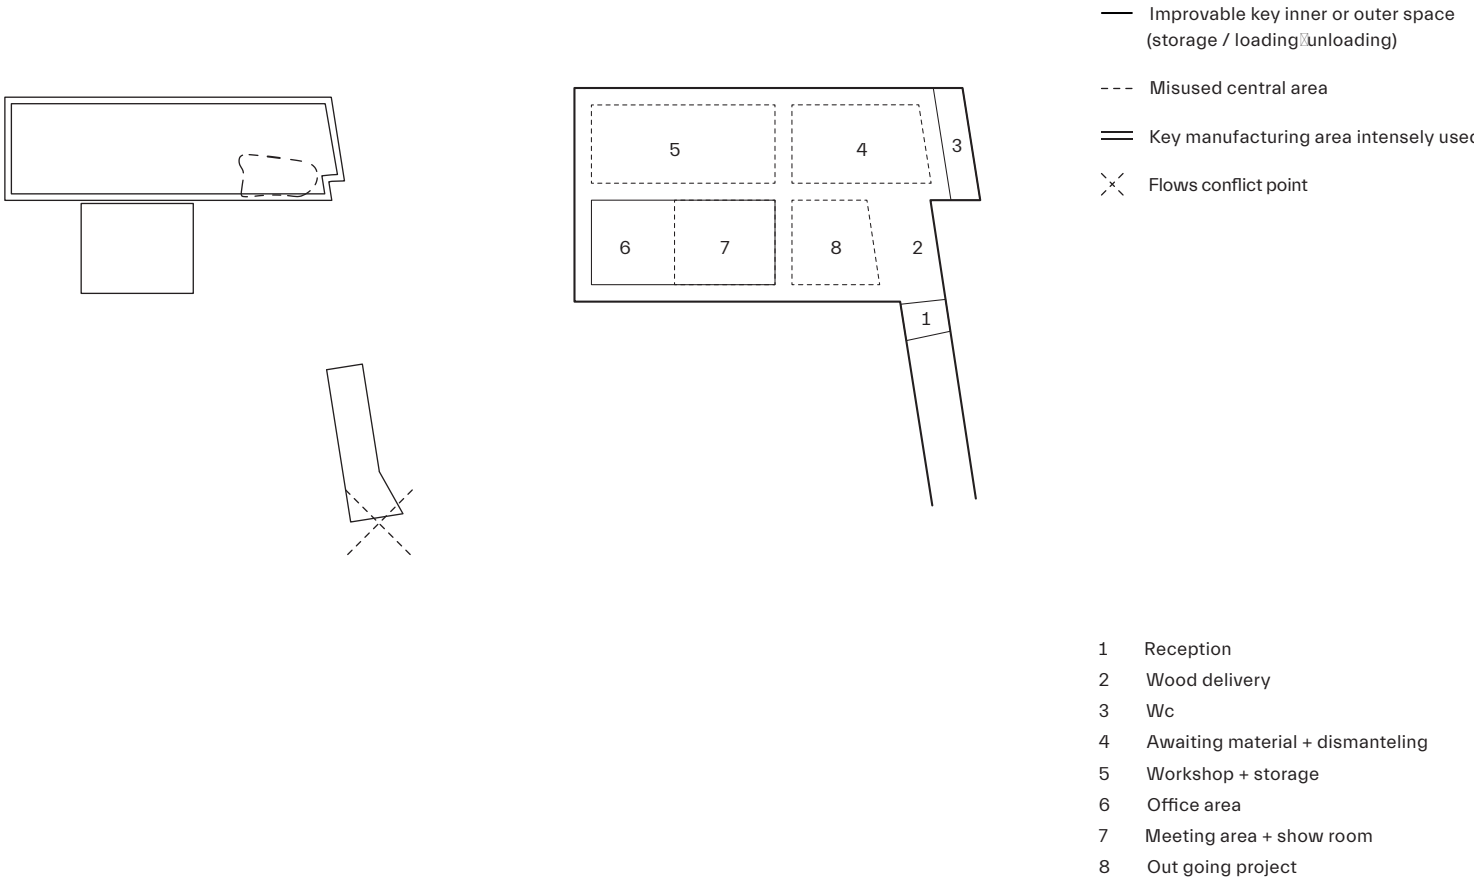 Improvable key inner or outer space
(storage / loading unloading)
Misused central area
Key manufacturing area intensely used
Flows conflict point
5
4
3
6
7
8
2
1
1 Reception
2 Wood delivery
3 Wc
4 Awaiting material + dismanteling
5 Workshop + storage
6 Office area
7 Meeting area + show room
8 Out going project